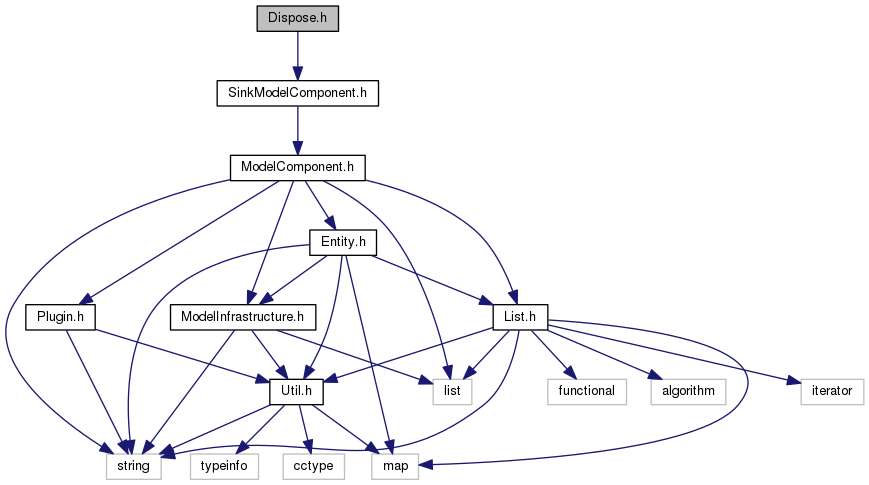 Dispose.h
SinkModelComponent.h
ModelComponent.h
Entity.h
Plugin.h
ModelInfrastructure.h
List.h
Util.h
list
functional
algorithm
iterator
string
typeinfo
cctype
map